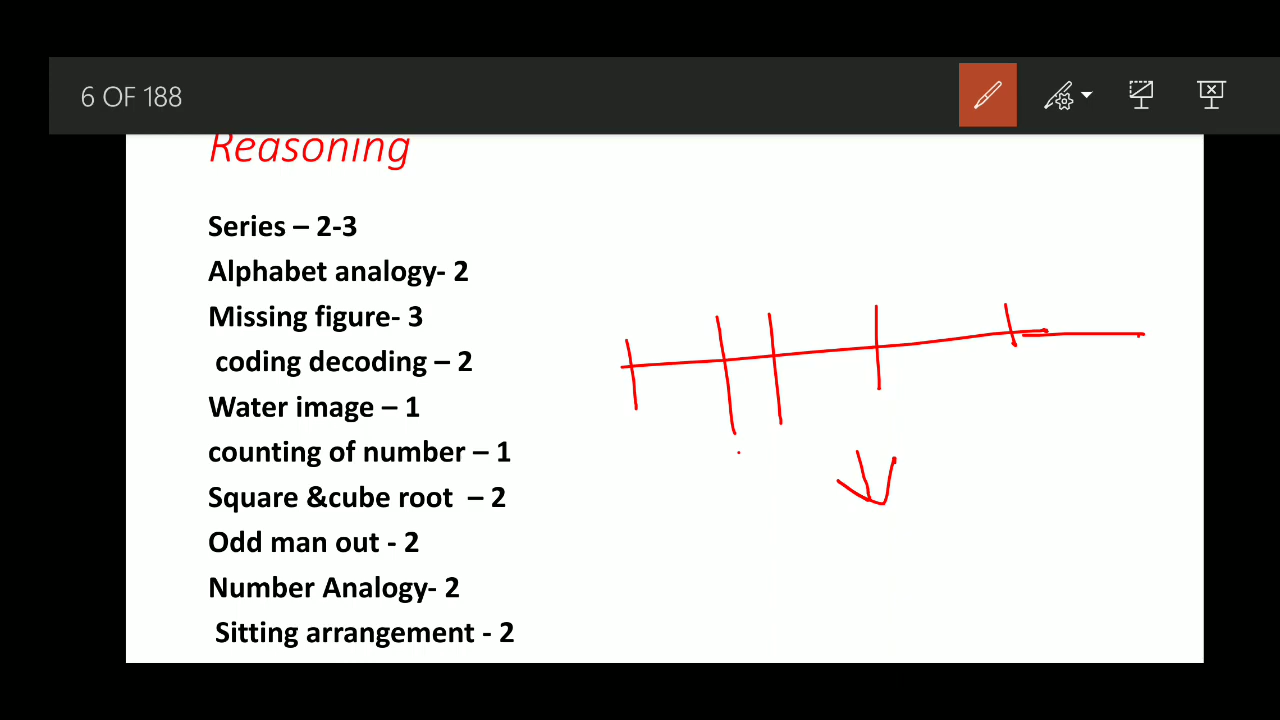 6 OF 188
Reasoning
Series – 2-3
Alphabet analogy- 2
Missing figure- 3
coding decoding – 2
Water image – 1
counting of number – 1
Square &cube root – 2
Odd man out - 2
Number Analogy- 2
Sitting arrangement - 2